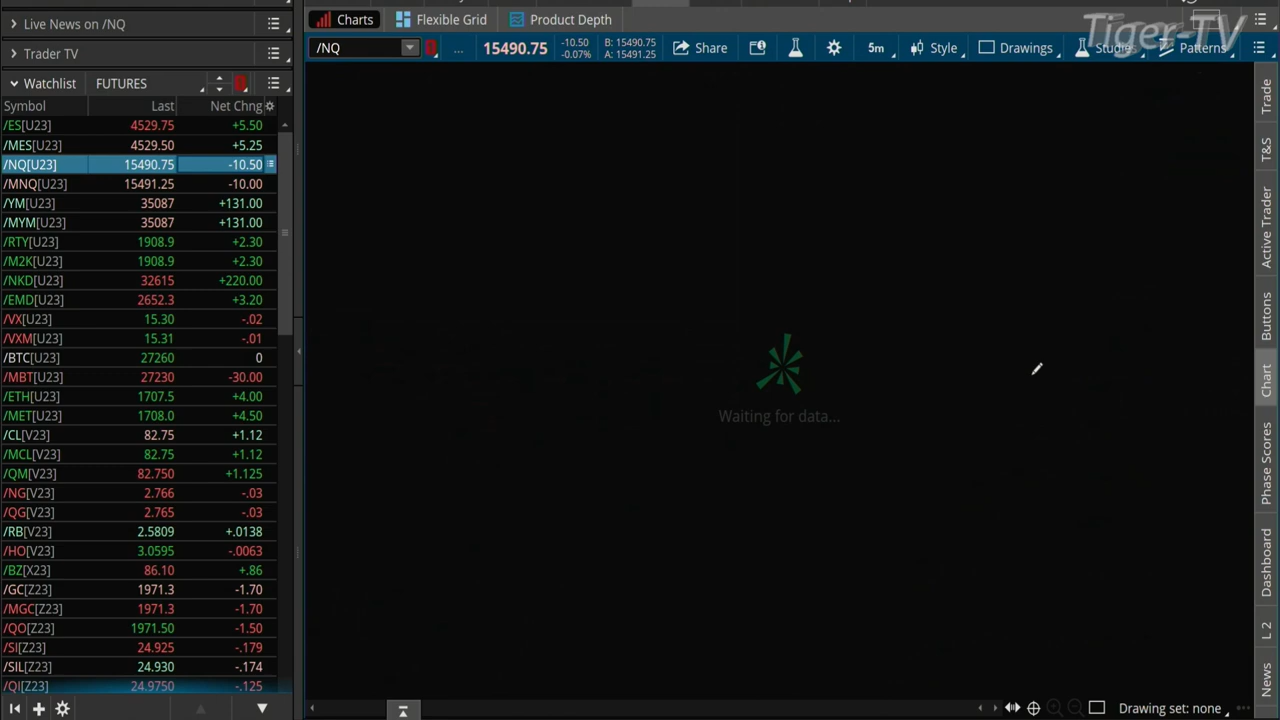 Live News on /NQ
Charts
Flexible Grid
Product Depth
Tiger-TV
Trader TV
/NQ
...
15490.75
-10.50
-0.07%
B: 15490.75
A: 15491.25
Share
5m
Style
Drawings
Studies
Patterns
Watchlist FUTURES
Symbol Last Net Chng
/ES[U23] 4529.75 +5.50
/MES[U23] 4529.50 +5.25
/NQ[U23] 15490.75 -10.50
/MNQ[U23] 15491.25 -10.00
/YM[U23] 35087 +131.00
/MYM[U23] 35087 +131.00
/RTY[U23] 1908.9 +2.30
/M2K[U23] 1908.9 +2.30
/NKD[U23] 32615 +220.00
/EMD[U23] 2652.3 +3.20
/VX[U23] 15.30 -.02
/VXM[U23] 15.31 -.01
/BTC[U23] 27260 0
/MBT[U23] 27230 -30.00
/ETH[U23] 1707.5 +4.00
/MET[U23] 1708.0 +4.50
/CL[V23] 82.75 +1.12
/MCL[V23] 82.75 +1.12
/QM[V23] 82.750 +1.125
/NG[V23] 2.766 -.03
/QG[V23] 2.765 -.03
/RB[V23] 2.5809 +.0138
/HO[V23] 3.0595 -.0063
/BZ[X23] 86.10 +.86
/GC[Z23] 1971.3 -1.70
/MGC[Z23] 1971.3 -1.70
/QO[Z23] 1971.50 -1.50
/SI[Z23] 24.925 -.179
/SIL[Z23] 24.930 -.174
/QI[Z23] 24.9750 -.125
Waiting for data...
Trade
T&S
Active Trader
Buttons
Chart
Phase Scores
Dashboard
L 2
News
Drawing set: none